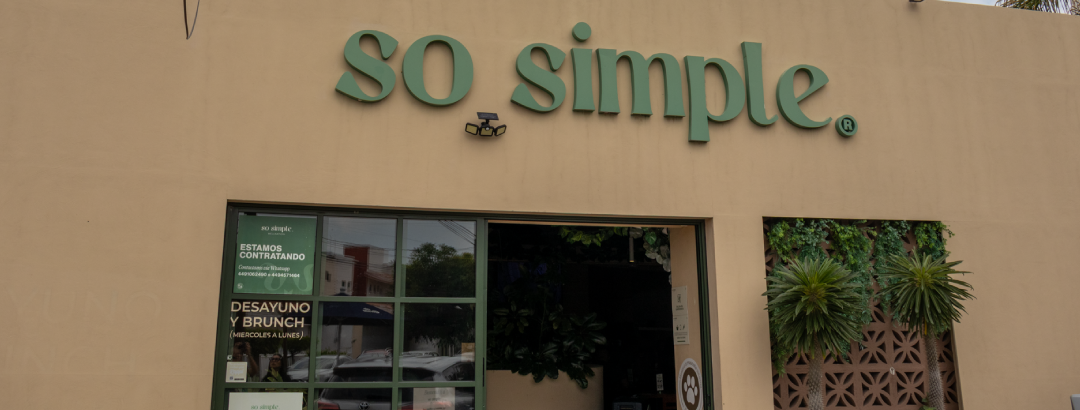 so simple®
so simple
ESTAMOS
CONTRATANDO
DESAYUNO
Y BRUNCH
(MIERCOLES A LUNES)
so simple